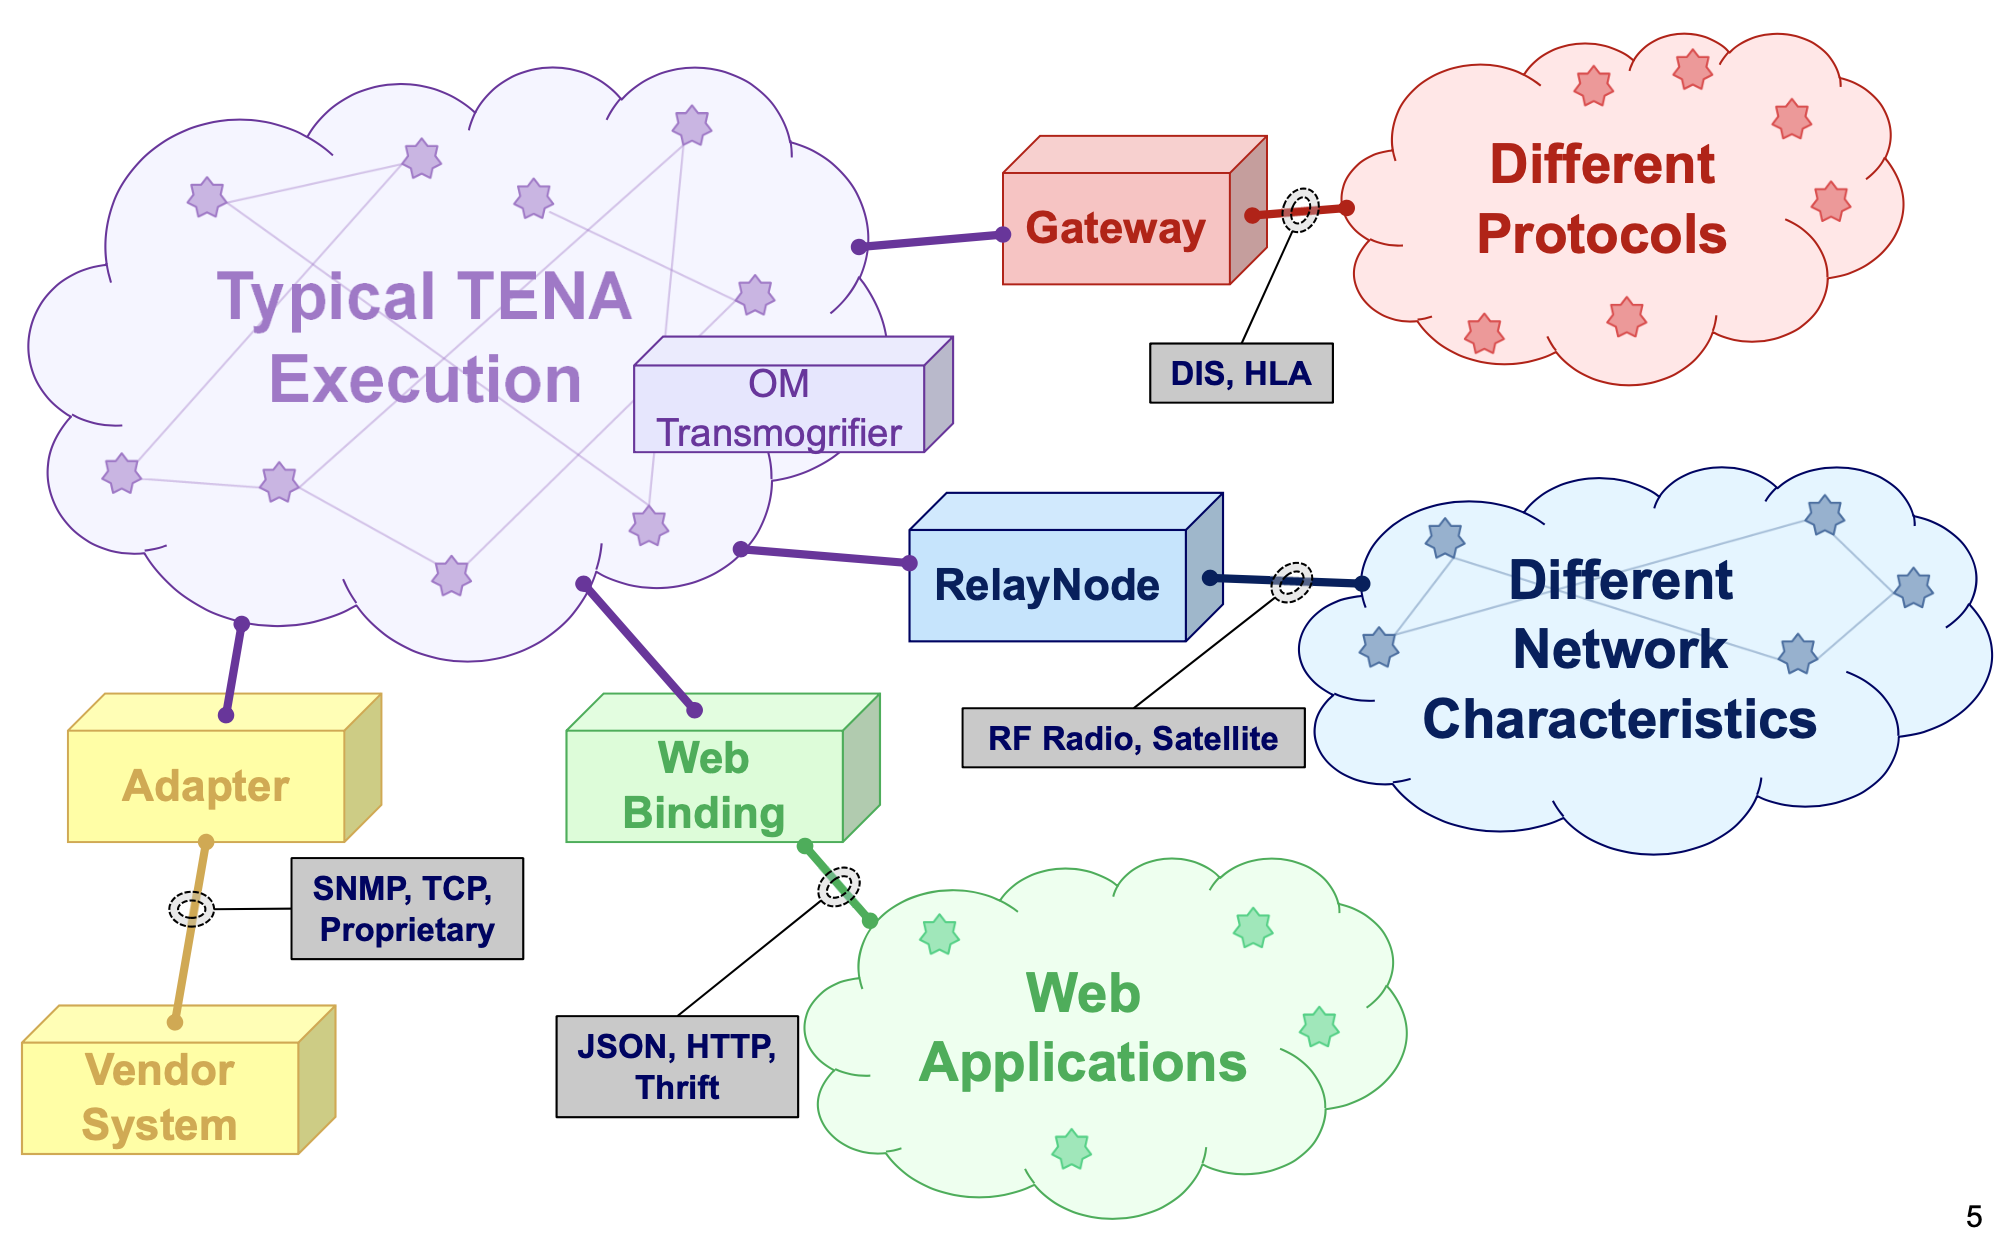 Typical TENA
Execution
OM
Transmogrifier
Gateway
Different
Protocols
DIS, HLA
RelayNode
Different
Network
Characteristics
RF Radio, Satellite
Adapter
SNMP, TCP,
Proprietary
Vendor
System
Web
Binding
JSON, HTTP,
Thrift
Web
Applications
5